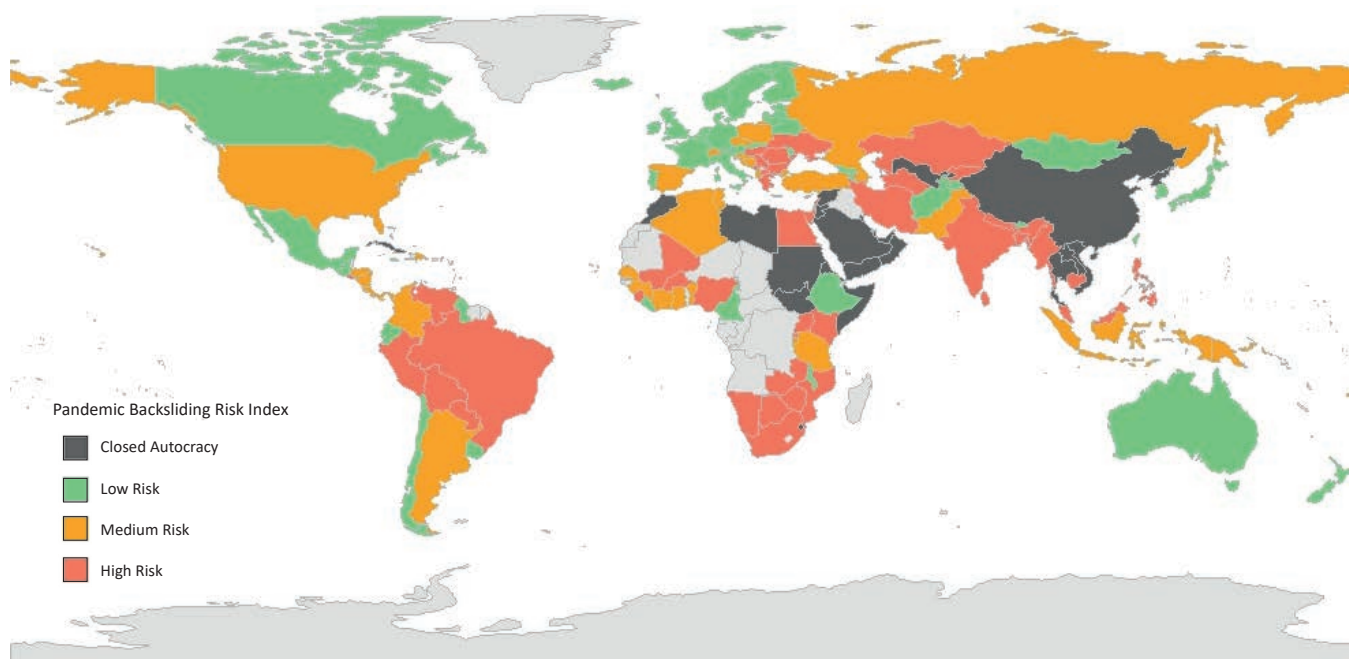 Pandemic Backsliding Risk Index
Closed Autocracy
Low Risk
Medium Risk
High Risk